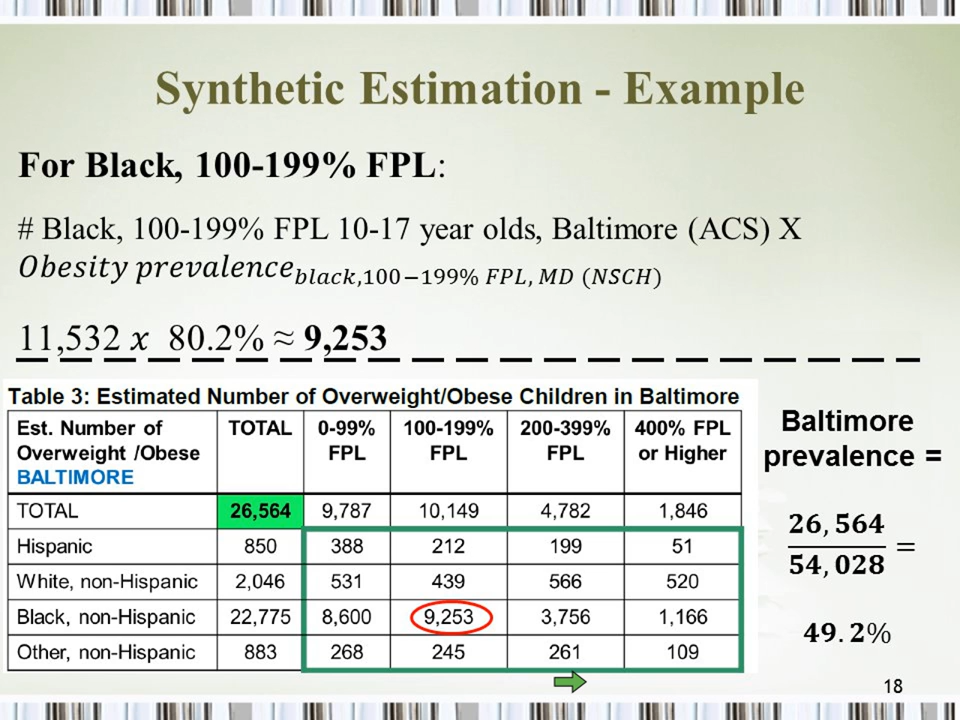 Synthetic Estimation - Example
For Black, 100-199% FPL:
# Black, 100-199% FPL 10-17 year olds, Baltimore (ACS) X
Obesity prevalence black,100−199% FPL, MD (NSCH)
11,532 x 80.2% ≈ 9,253
Table 3: Estimated Number of Overweight/Obese Children in Baltimore
Est. Number of Overweight /Obese BALTIMORE TOTAL 0-99% FPL 100-199% FPL 200-399% FPL 400% FPL or Higher
TOTAL 26,564 9,787 10,149 4,782 1,846
Hispanic 850 388 212 199 51
White, non-Hispanic 2,046 531 439 566 520
Black, non-Hispanic 22,775 8,600 9,253 3,756 1,166
Other, non-Hispanic 883 268 245 261 109
Baltimore
prevalence =
26,564
54,028
=
49.2%
18